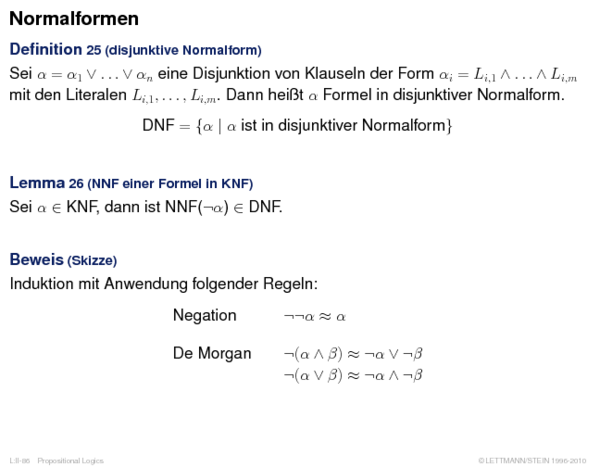 Normalformen
Definition 25 (disjunktive Normalform)
Sei α = α₁ ∨ … ∨ αₙ eine Disjunktion von Klauseln der Form αᵢ = Lᵢ,₁ ∧ … ∧ Lᵢ,ₘ
mit den Literalen Lᵢ,₁, …, Lᵢ,ₘ. Dann heißt α Formel in disjunktiver Normalform.
DNF = {α | α ist in disjunktiver Normalform}
Lemma 26 (NNF einer Formel in KNF)
Sei α ∈ KNF, dann ist NNF(¬α) ∈ DNF.
Beweis (Skizze)
Induktion mit Anwendung folgender Regeln:
Negation ¬¬α ≈ α
De Morgan ¬(α ∧ β) ≈ ¬α ∨ ¬β
¬(α ∨ β) ≈ ¬α ∧ ¬β
L:II-86 Propositional Logics ©LETTMANN/STEIN 1996-2010